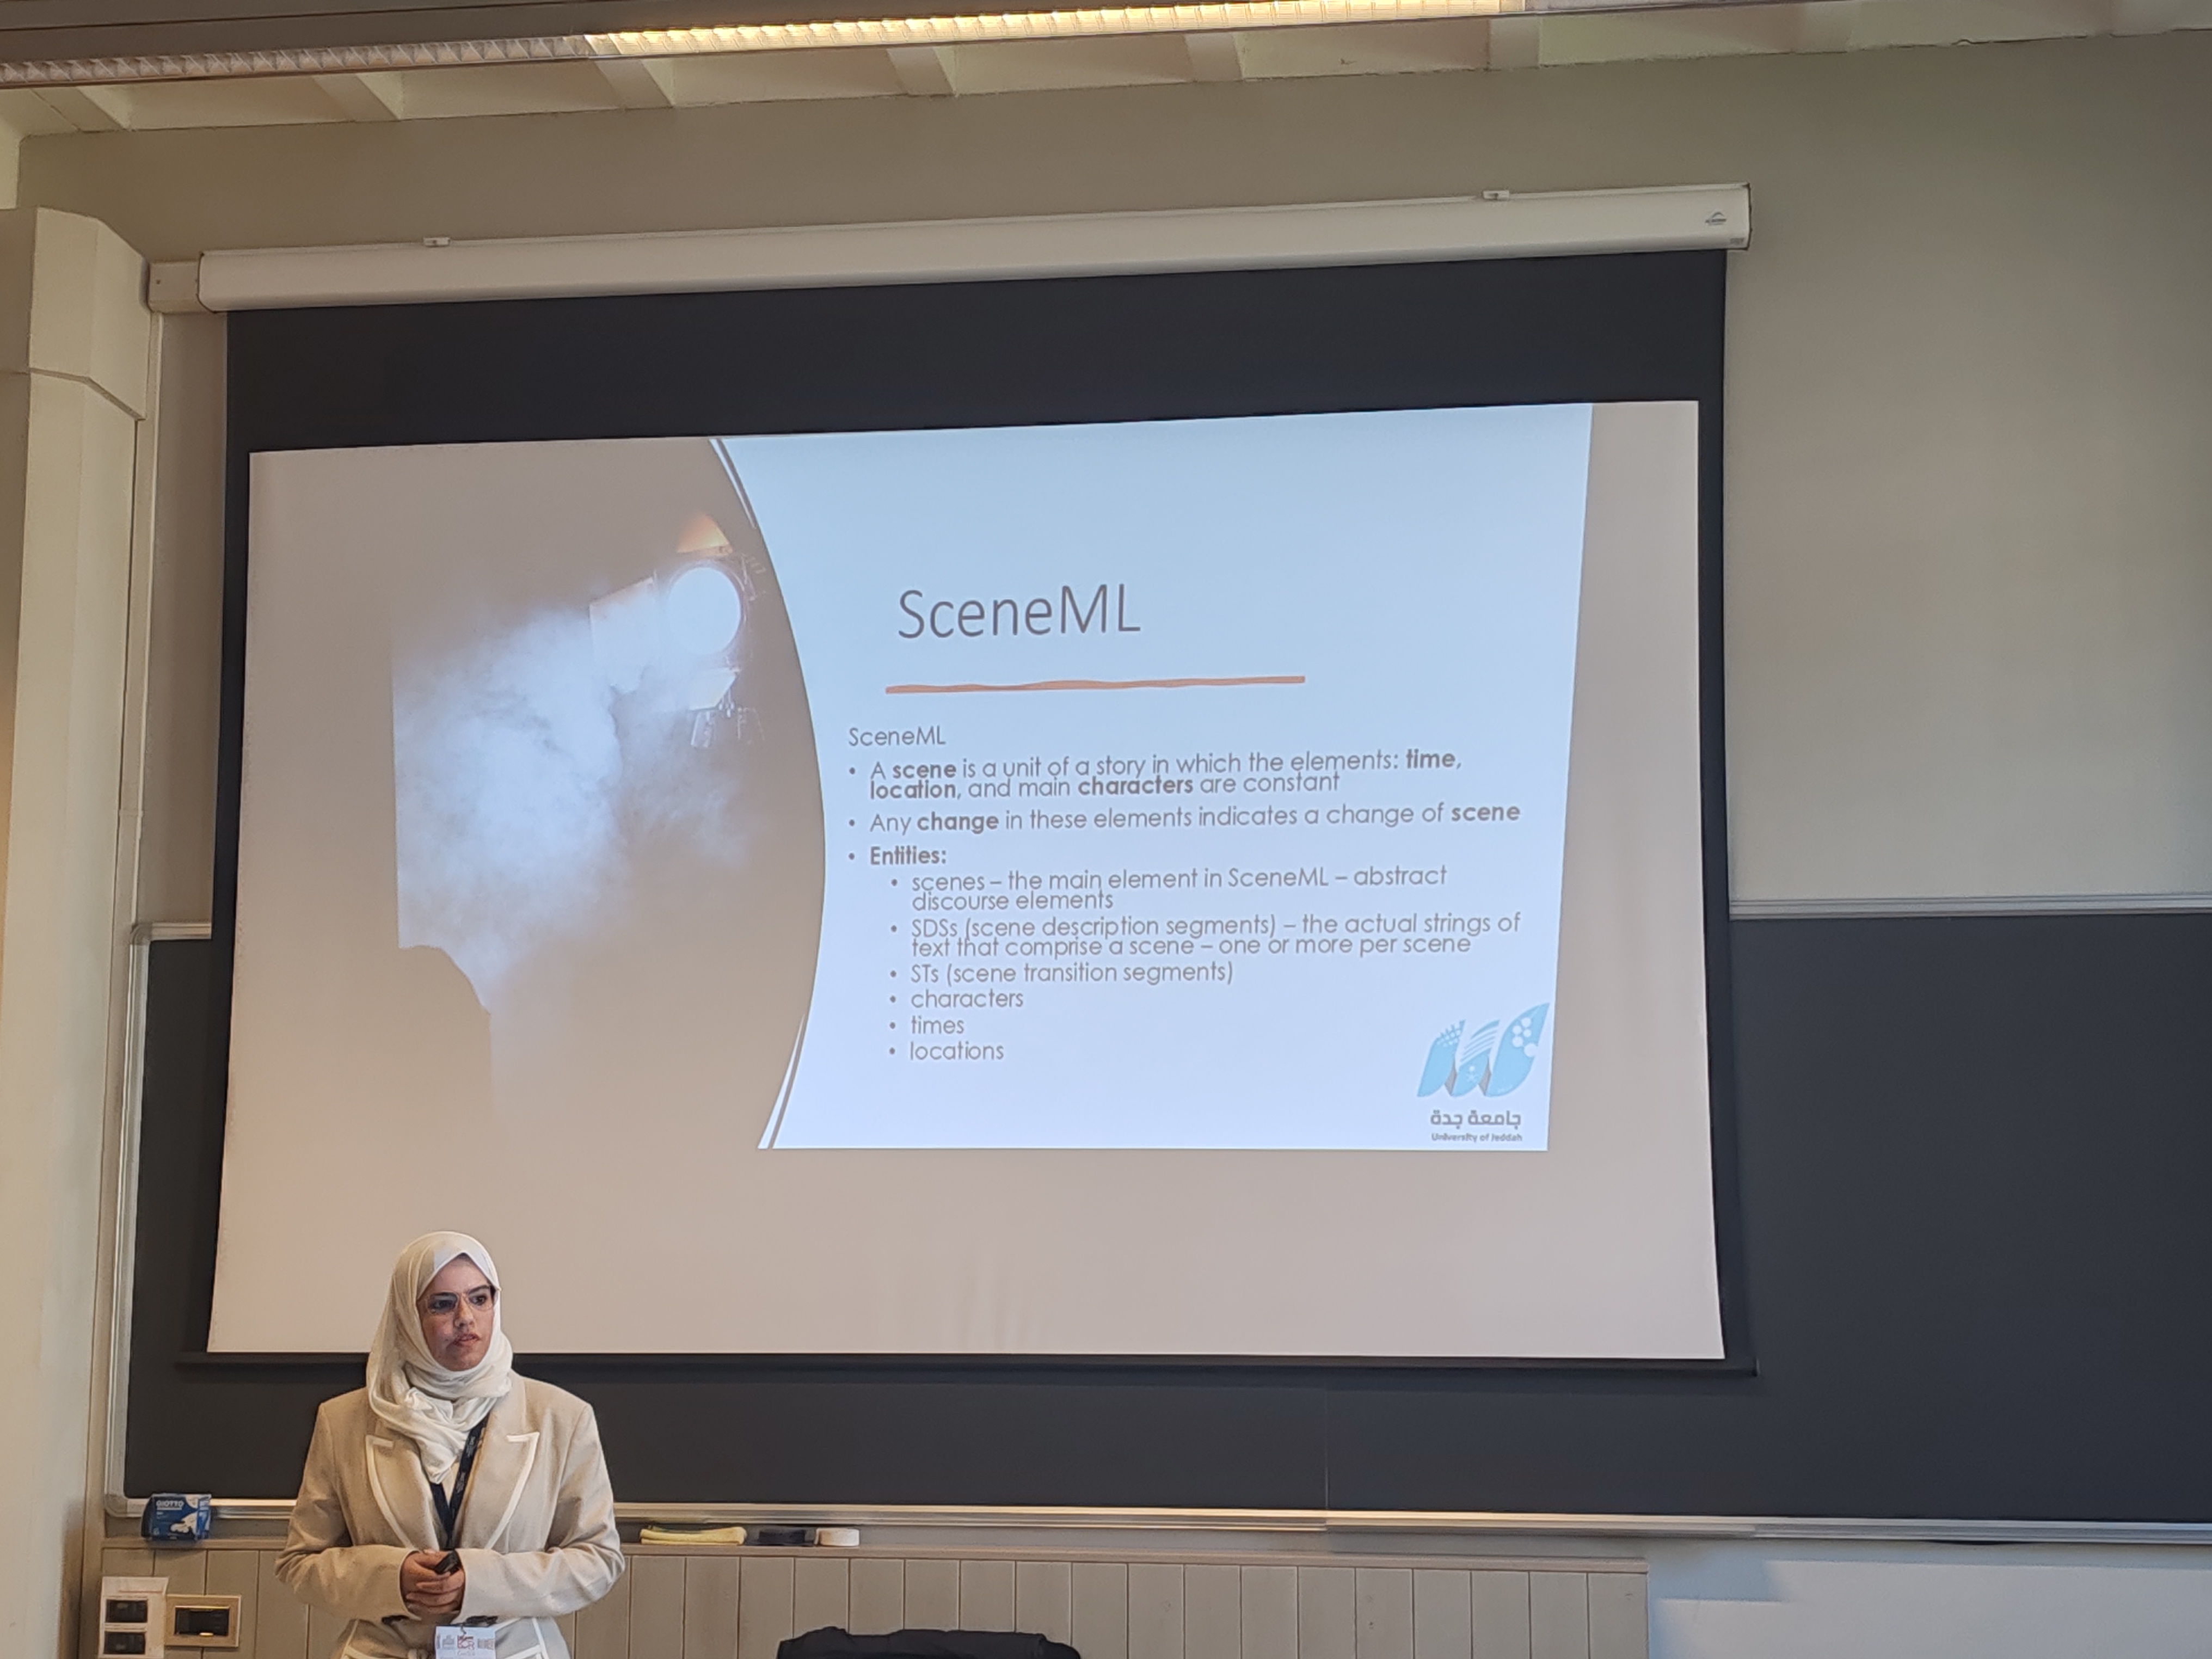 SceneML
SceneML
• A scene is a unit of a story in which the elements: time,
location, and main characters are constant
• Any change in these elements indicates a change of scene
• Entities:
• scenes – the main element in SceneML – abstract
discourse elements
• SDSs (scene description segments) – the actual strings of
text that comprise a scene – one or more per scene
• STs (scene transition segments)
• characters
• times
• locations
جامعة جدة
University of Jeddah
GIOTTO